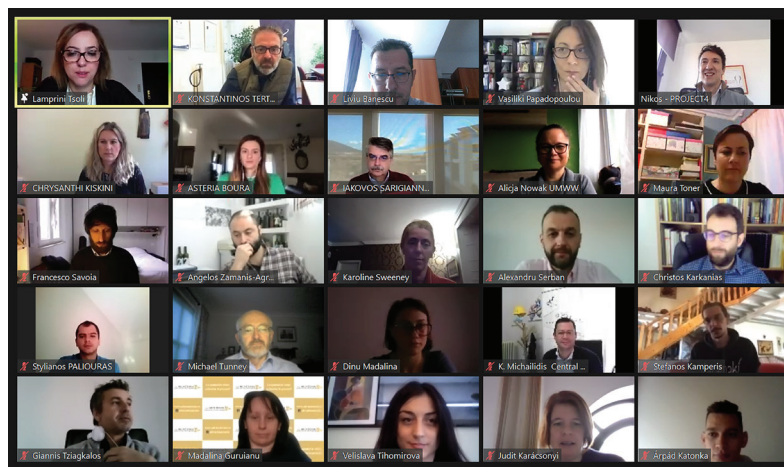 Lamprini Tsoli
KONSTANTINOS TERT...
Liviu Banescu
Vasiliki Papadopoulou
Nikos - PROJECT4
CHRYSANTHI KISKINI
ASTERIA BOURA
IAKOVOS SARIGIANN...
Alicja Nowak UMWW
Maura Toner
Francesco Savoia
Angelos Zamanis-Agr...
Karoline Sweeney
Alexandru Serban
Christos Karkanias
Stylianos PALIOURAS
Michael Tunney
Dinu Madalina
K. Michailidis Central ...
Stefanos Kamperis
Giannis Tziagkalos
Madalina Guruianu
Velislava Tihomirova
Judit Karácsonyi
Árpád Katonka